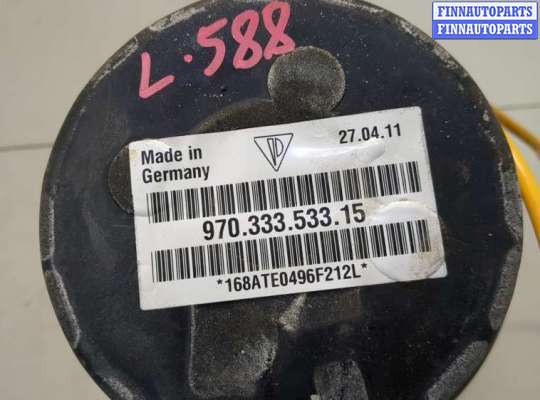 FINNAUTOPARTS
FINNAUTOPARTS
L·588
Made in
Germany
27.04.11
970.333.533.15
*168ATE0496F212L*